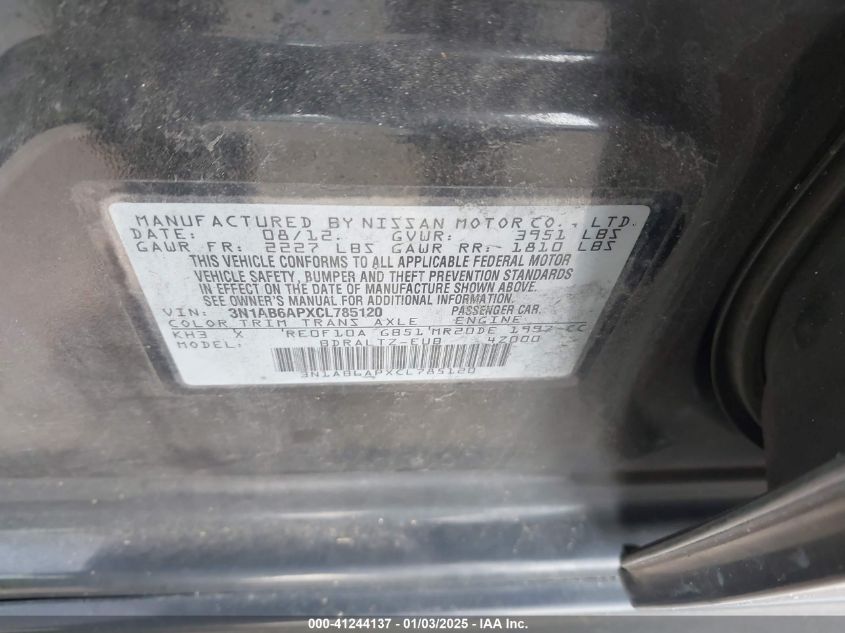 MANUFACTURED BY NISSAN MOTOR CO., LTD.
DATE: 08/12. GVWR: 3951 LBS
GAWR FR: 2227 LBS GAWR RR: 1810 LBS
THIS VEHICLE CONFORMS TO ALL APPLICABLE FEDERAL MOTOR
VEHICLE SAFETY, BUMPER AND THEFT PREVENTION STANDARDS
IN EFFECT ON THE DATE OF MANUFACTURE SHOWN ABOVE.
SEE OWNER'S MANUAL FOR ADDITIONAL INFORMATION.
VIN: 3N1AB6APXCL785120 PASSENGER CAR.
COLOR TRIM TRANS AXLE ENGINE
KH3 X RE0F10A GB51 MR20DE 1997-CC
MODEL: BDRALTZ-EUB 4Z000
3N1AB6APXCL785120
000-41244137 - 01/03/2025 - IAA Inc.